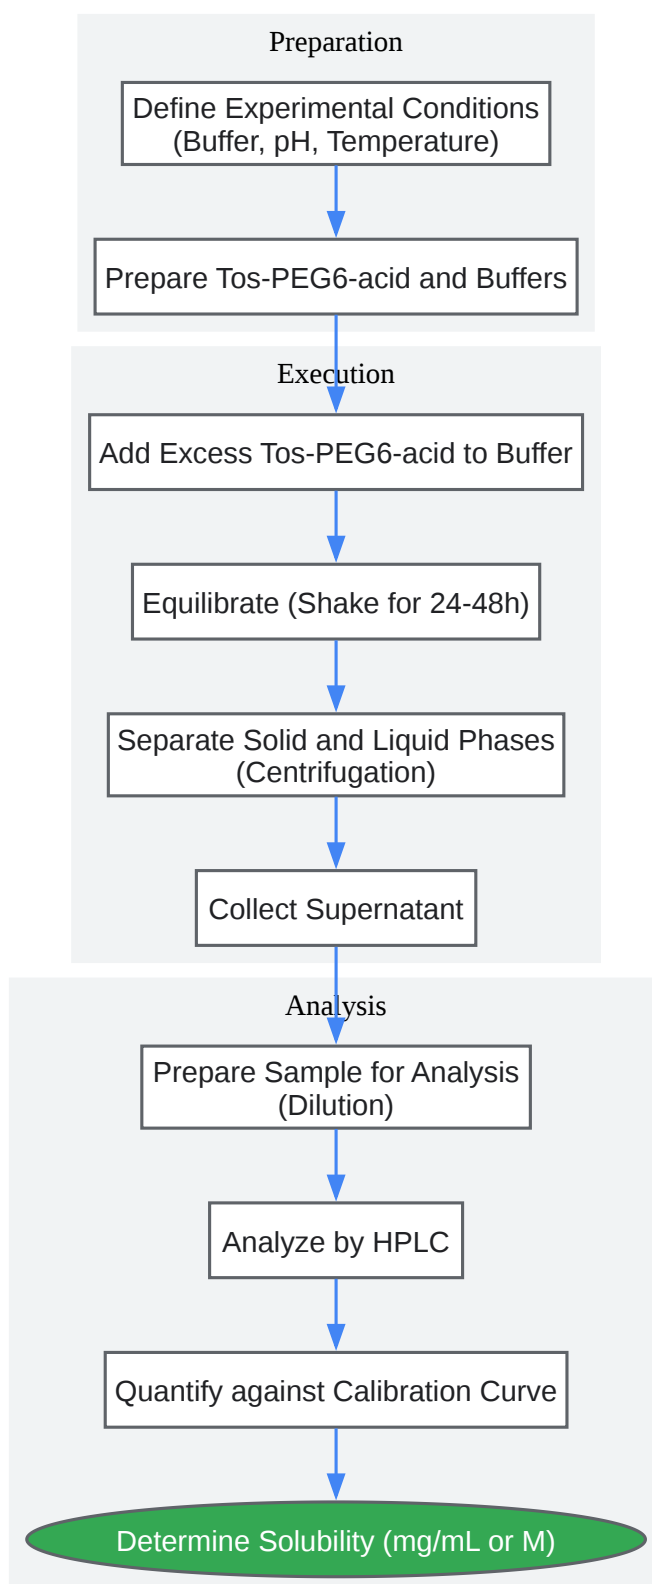 Preparation
Define Experimental Conditions
(Buffer, pH, Temperature)
Prepare Tos-PEG6-acid and Buffers
Execution
Add Excess Tos-PEG6-acid to Buffer
Equilibrate (Shake for 24-48h)
Separate Solid and Liquid Phases
(Centrifugation)
Collect Supernatant
Analysis
Prepare Sample for Analysis
(Dilution)
Analyze by HPLC
Quantify against Calibration Curve
Determine Solubility (mg/mL or M)